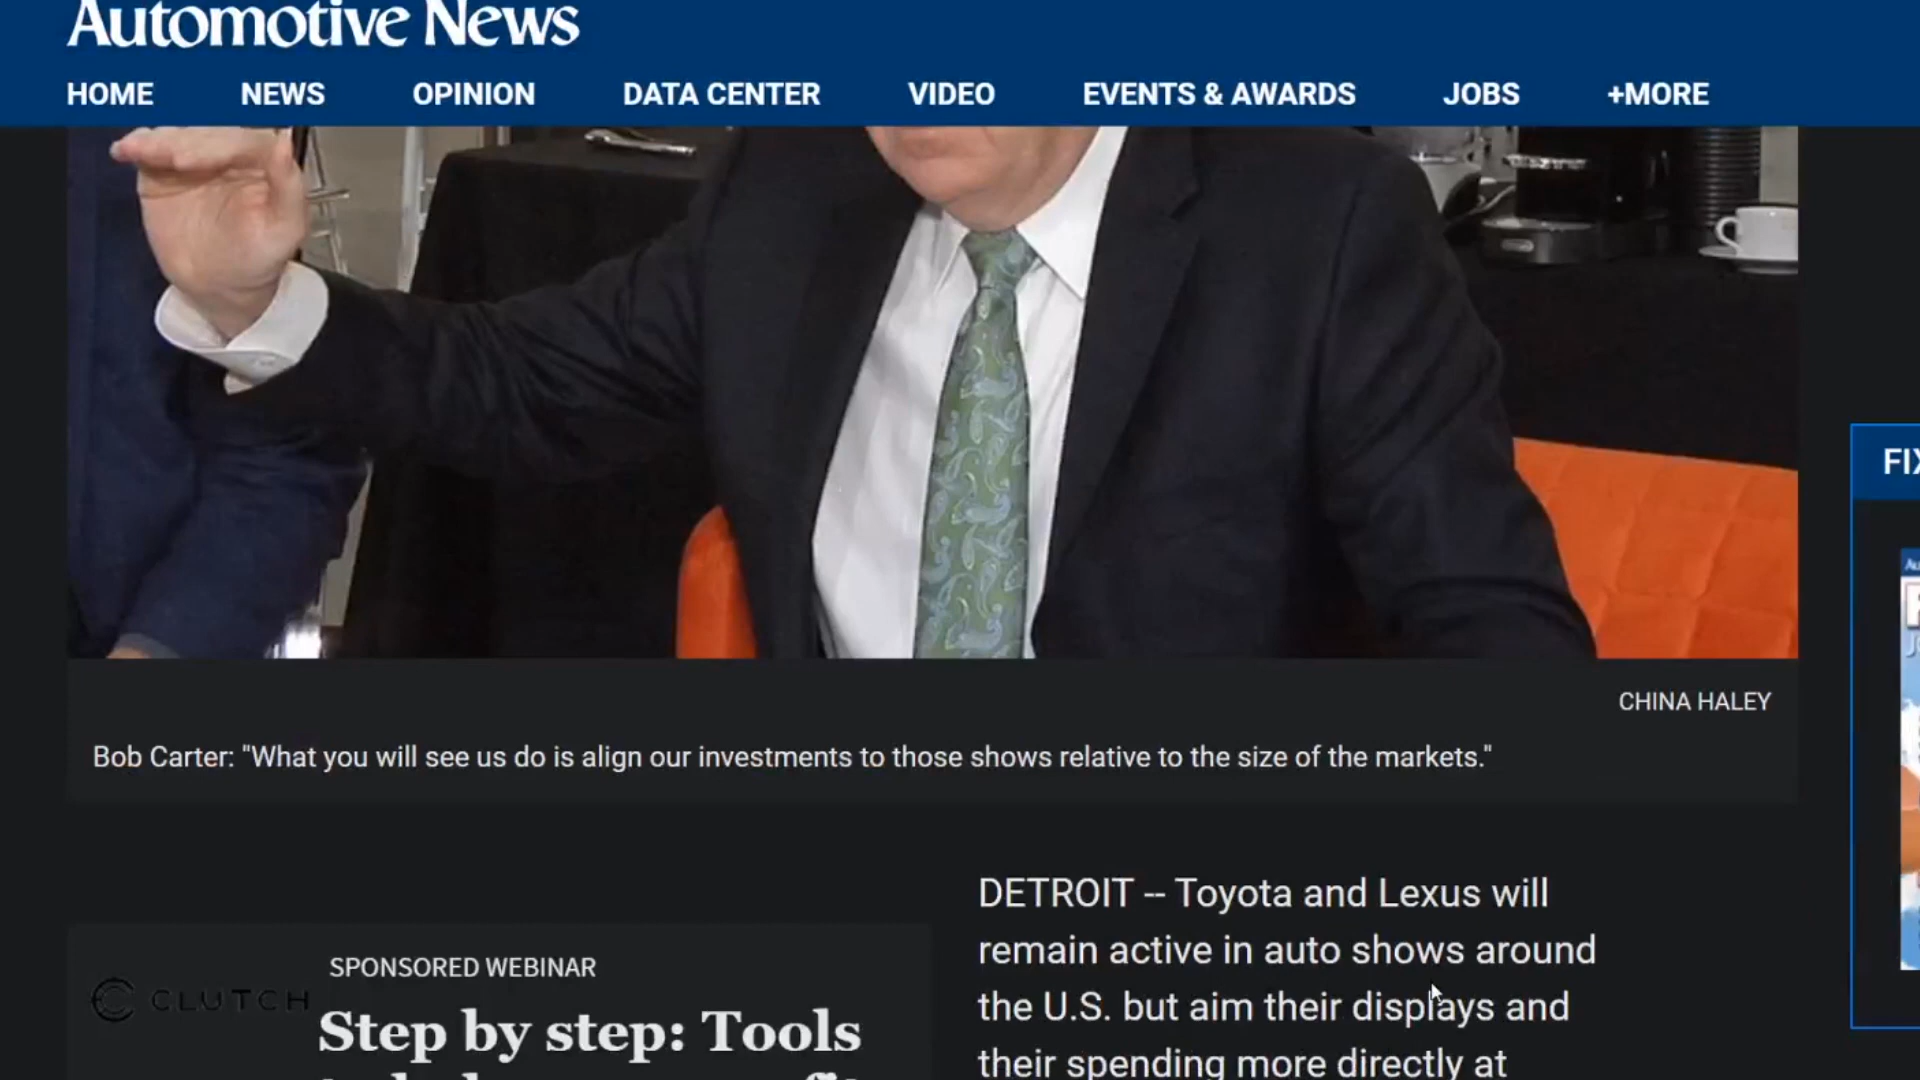 Automotive News
HOME NEWS OPINION DATA CENTER VIDEO EVENTS & AWARDS JOBS +MORE
CHINA HALEY
Bob Carter: "What you will see us do is align our investments to those shows relative to the size of the markets."
DETROIT -- Toyota and Lexus will
remain active in auto shows around
the U.S. but aim their displays and
their spending more directly at
SPONSORED WEBINAR
CLUTCH
Step by step: Tools